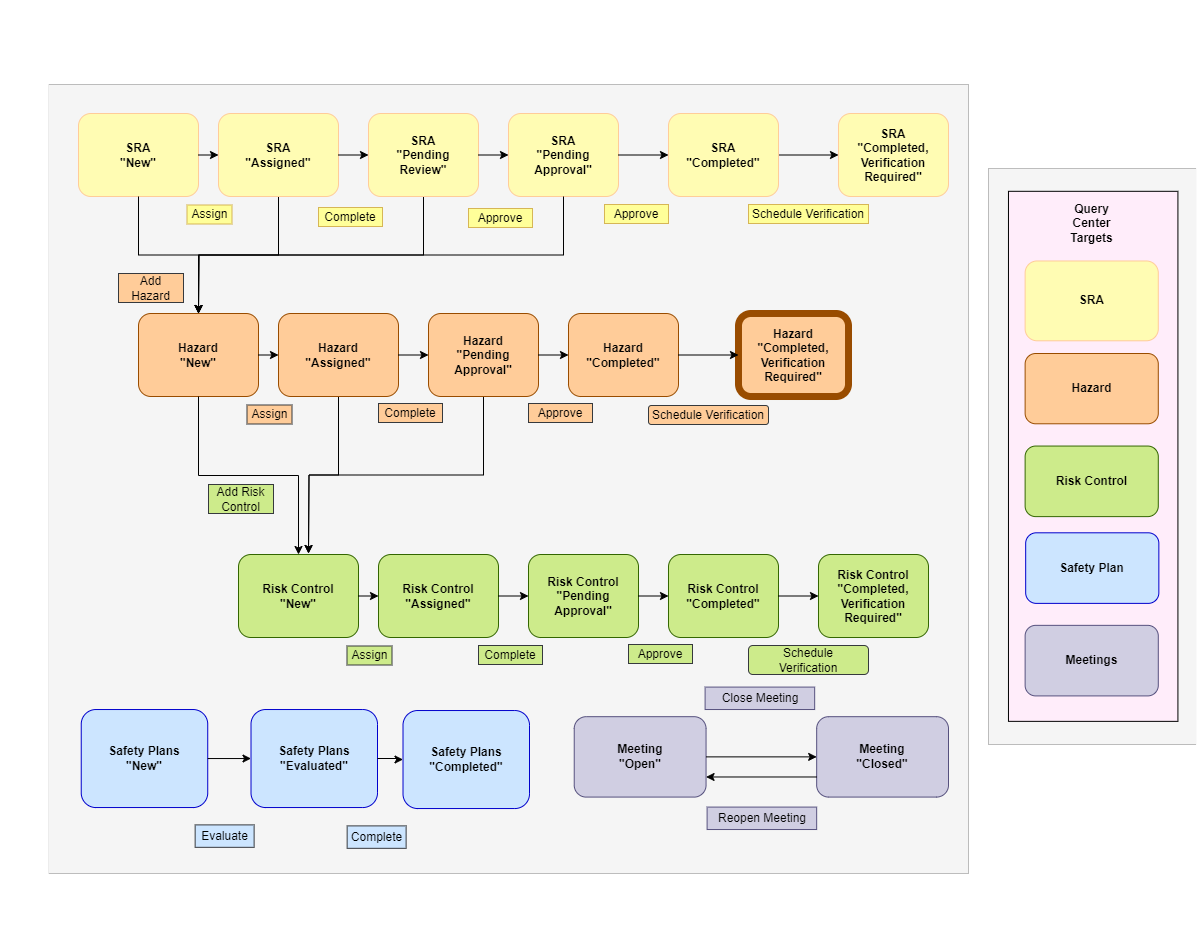 SRA
"New"
SRA
"Assigned"
SRA
"Pending
Review"
SRA
"Pending
Approval"
SRA
"Completed"
SRA
"Completed,
Verification
Required"
Assign
Complete
Approve
Approve
Schedule Verification
Add
Hazard
Hazard
"New"
Hazard
"Assigned"
Hazard
"Pending
Approval"
Hazard
"Completed"
Hazard
"Completed,
Verification
Required"
Assign
Complete
Approve
Schedule Verification
Add Risk
Control
Risk Control
"New"
Risk Control
"Assigned"
Risk Control
"Pending
Approval"
Risk Control
"Completed"
Risk Control
"Completed,
Verification
Required"
Assign
Complete
Approve
Schedule
Verification
Safety Plans
"New"
Safety Plans
"Evaluated"
Safety Plans
"Completed"
Evaluate
Complete
Close Meeting
Meeting
"Open"
Meeting
"Closed"
Reopen Meeting
Query
Center
Targets
SRA
Hazard
Risk Control
Safety Plan
Meetings